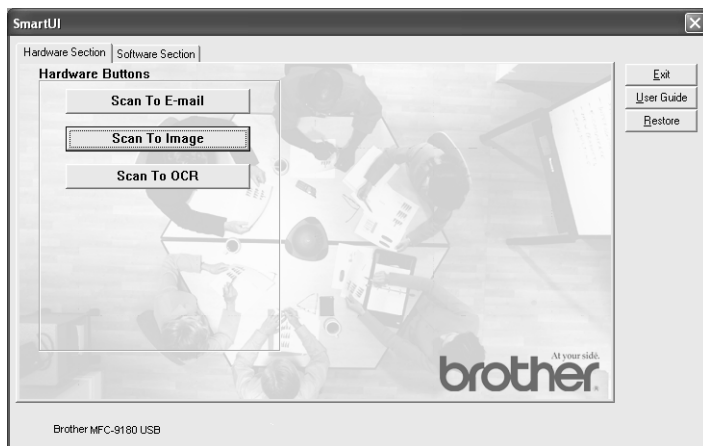 SmartUI
Hardware Section Software Section
Hardware Buttons
Scan To E-mail
Scan To Image
Scan To OCR
Exit
User Guide
Restore
At your side.
brother.
Brother MFC-9180 USB